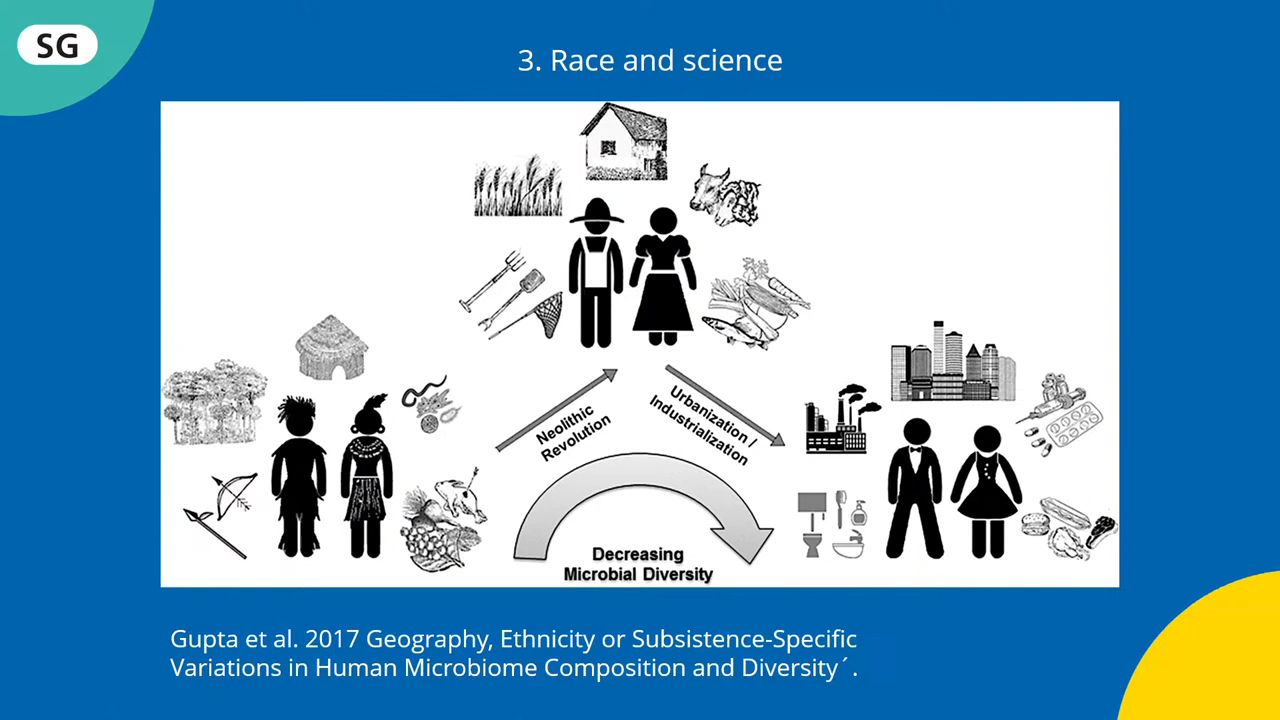 SG
3. Race and science
Neolithic
Revolution
Urbanization /
Industrialization
Decreasing
Microbial Diversity
Gupta et al. 2017 Geography, Ethnicity or Subsistence-Specific
Variations in Human Microbiome Composition and Diversity´.